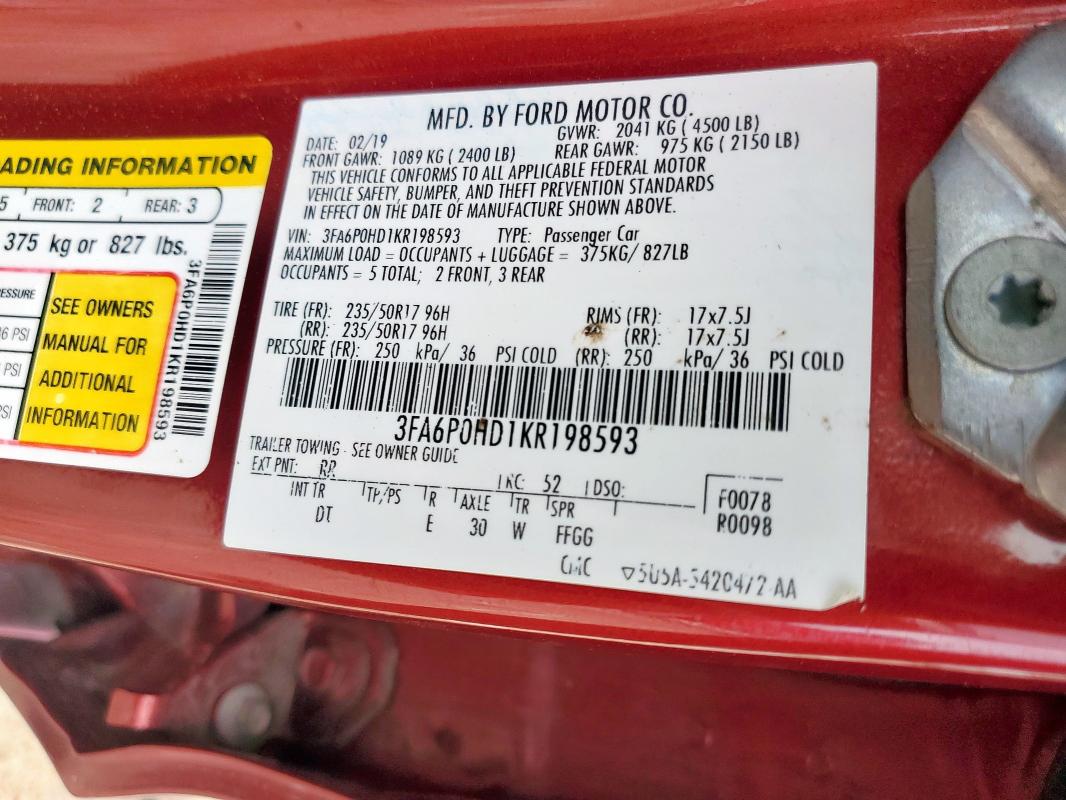 ADING INFORMATION
5 FRONT: 2 REAR: 3
375 kg or 827 lbs.
ESSURE
6 PSI
PSI
PSI
SEE OWNERS
MANUAL FOR
ADDITIONAL
INFORMATION
3FA6P0HD1KR198593
MFD. BY FORD MOTOR CO.
DATE: 02/19 GVWR: 2041 KG ( 4500 LB)
FRONT GAWR: 1089 KG ( 2400 LB) REAR GAWR: 975 KG ( 2150 LB)
THIS VEHICLE CONFORMS TO ALL APPLICABLE FEDERAL MOTOR
VEHICLE SAFETY, BUMPER, AND THEFT PREVENTION STANDARDS
IN EFFECT ON THE DATE OF MANUFACTURE SHOWN ABOVE.
VIN: 3FA6P0HD1KR198593 TYPE: Passenger Car
MAXIMUM LOAD = OCCUPANTS + LUGGAGE = 375KG/ 827LB
OCCUPANTS = 5 TOTAL; 2 FRONT, 3 REAR
TIRE (FR): 235/50R17 96H RIMS (FR): 17x7.5J
(RR): 235/50R17 96H (RR): 17x7.5J
PRESSURE (FR): 250 kPa/ 36 PSI COLD (RR): 250 kPa/ 36 PSI COLD
3FA6P0HD1KR198593
TRAILER TOWING - SEE OWNER GUIDE
EXT PNT: RR RC: 52 DSO:
INT TR TP/PS R AXLE TR SPR F0078
DT E 30 W FFGG R0098